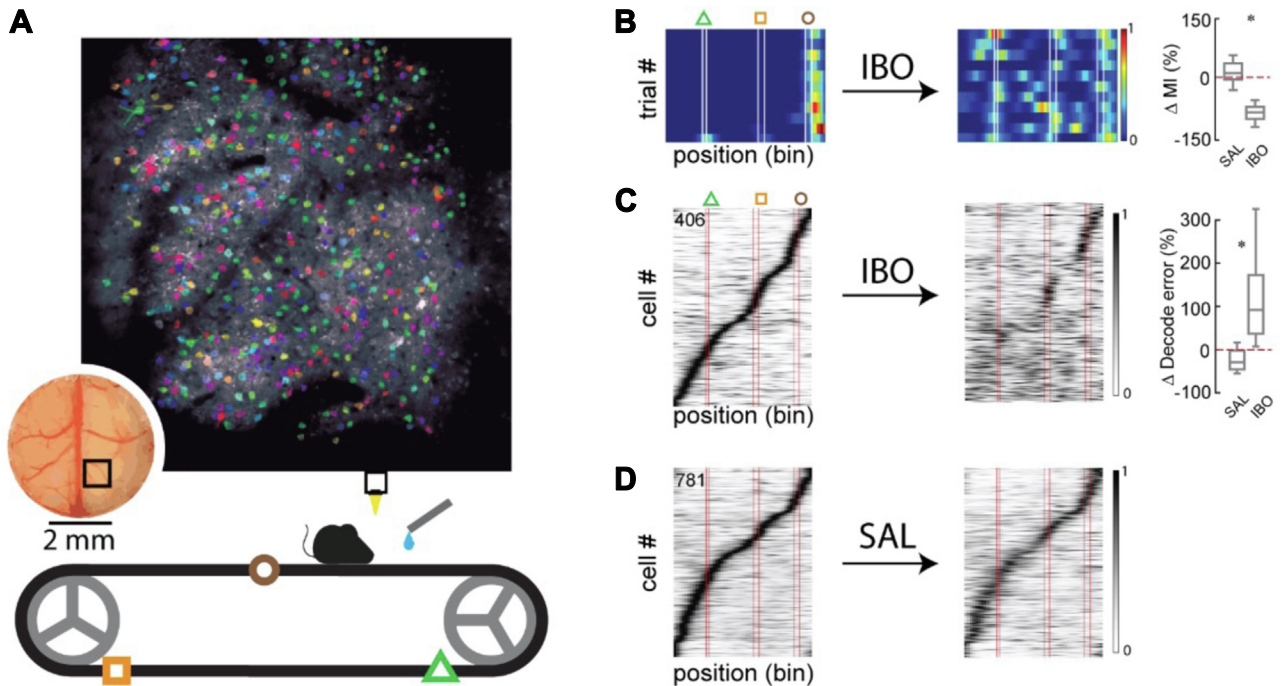 A
2 mm
B
trial #
position (bin)
IBO
1
0
150
0
-150
Δ MI (%)
*
SAL
IBO
C
406
cell #
position (bin)
IBO
1
0
300
200
100
0
-100
Δ Decode error (%)
*
SAL
IBO
D
781
cell #
position (bin)
SAL
1
0